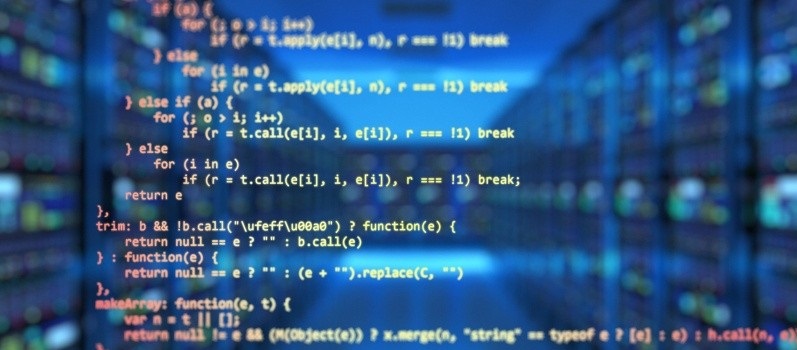 if (a) {
for (; o > i; i++)
if (r = t.apply(e[i], n), r === !1) break
} else
for (i in e)
if (r = t.apply(e[i], n), r === !1) break
} else if (a) {
for (; o > i; i++)
if (r = t.call(e[i], i, e[i]), r === !1) break
} else
for (i in e)
if (r = t.call(e[i], i, e[i]), r === !1) break;
return e
},
trim: b && !b.call("\ufeff\u00a0") ? function(e) {
return null == e ? "" : b.call(e)
} : function(e) {
return null == e ? "" : (e + "").replace(C, "")
},
makeArray: function(e, t) {
var n = t || [];
return null != e && (M(Object(e)) ? x.merge(n, "string" == typeof e ? [e] : e) : h.call(n, e)